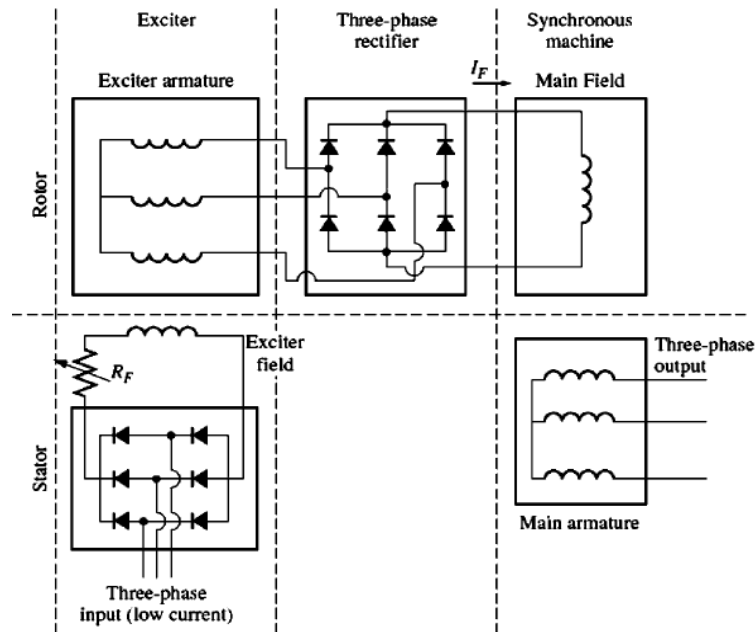 Exciter
Three-phase
rectifier
Synchronous
machine
Exciter armature
I_F
Main Field
Rotor
Exciter
field
R_F
Three-phase
output
Stator
Main armature
Three-phase
input (low current)